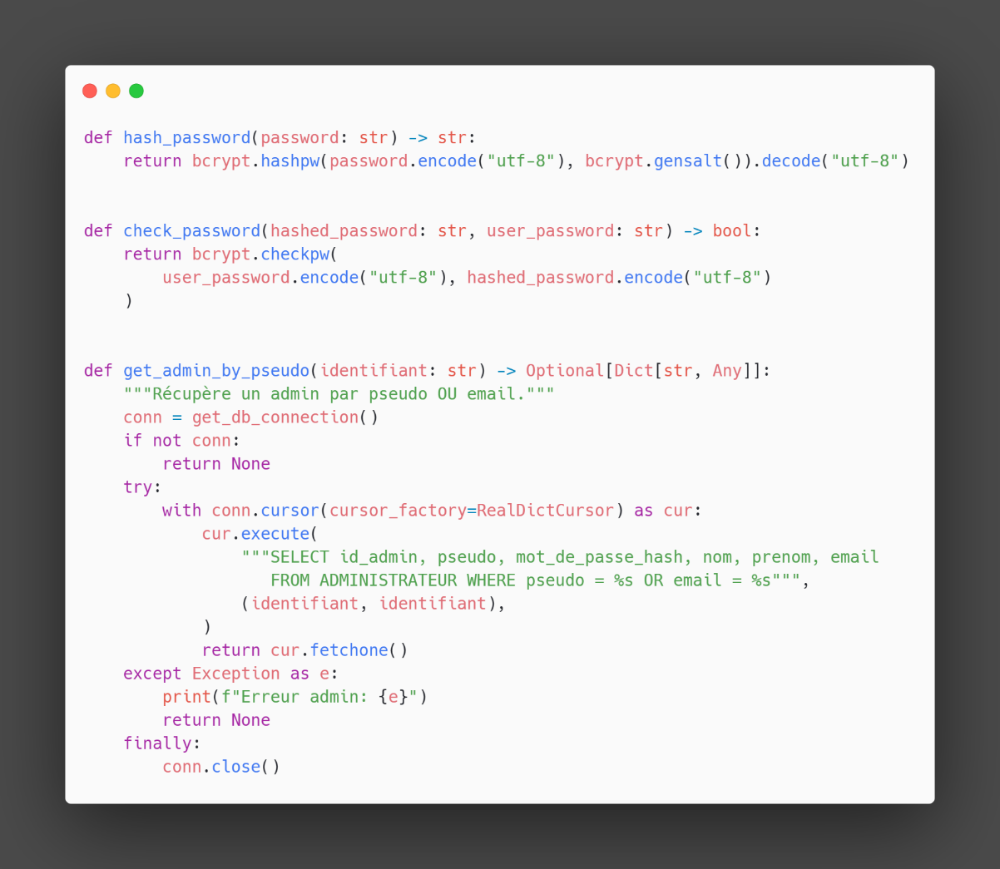 def hash_password(password: str) -> str:
    return bcrypt.hashpw(password.encode("utf-8"), bcrypt.gensalt()).decode("utf-8")
def check_password(hashed_password: str, user_password: str) -> bool:
    return bcrypt.checkpw(
        user_password.encode("utf-8"), hashed_password.encode("utf-8")
    )
def get_admin_by_pseudo(identifiant: str) -> Optional[Dict[str, Any]]:
    """Récupère un admin par pseudo OU email."""
    conn = get_db_connection()
    if not conn:
        return None
    try:
        with conn.cursor(cursor_factory=RealDictCursor) as cur:
            cur.execute(
                """SELECT id_admin, pseudo, mot_de_passe_hash, nom, prenom, email
                   FROM ADMINISTRATEUR WHERE pseudo = %s OR email = %s""",
                (identifiant, identifiant),
            )
            return cur.fetchone()
    except Exception as e:
        print(f"Erreur admin: {e}")
        return None
    finally:
        conn.close()